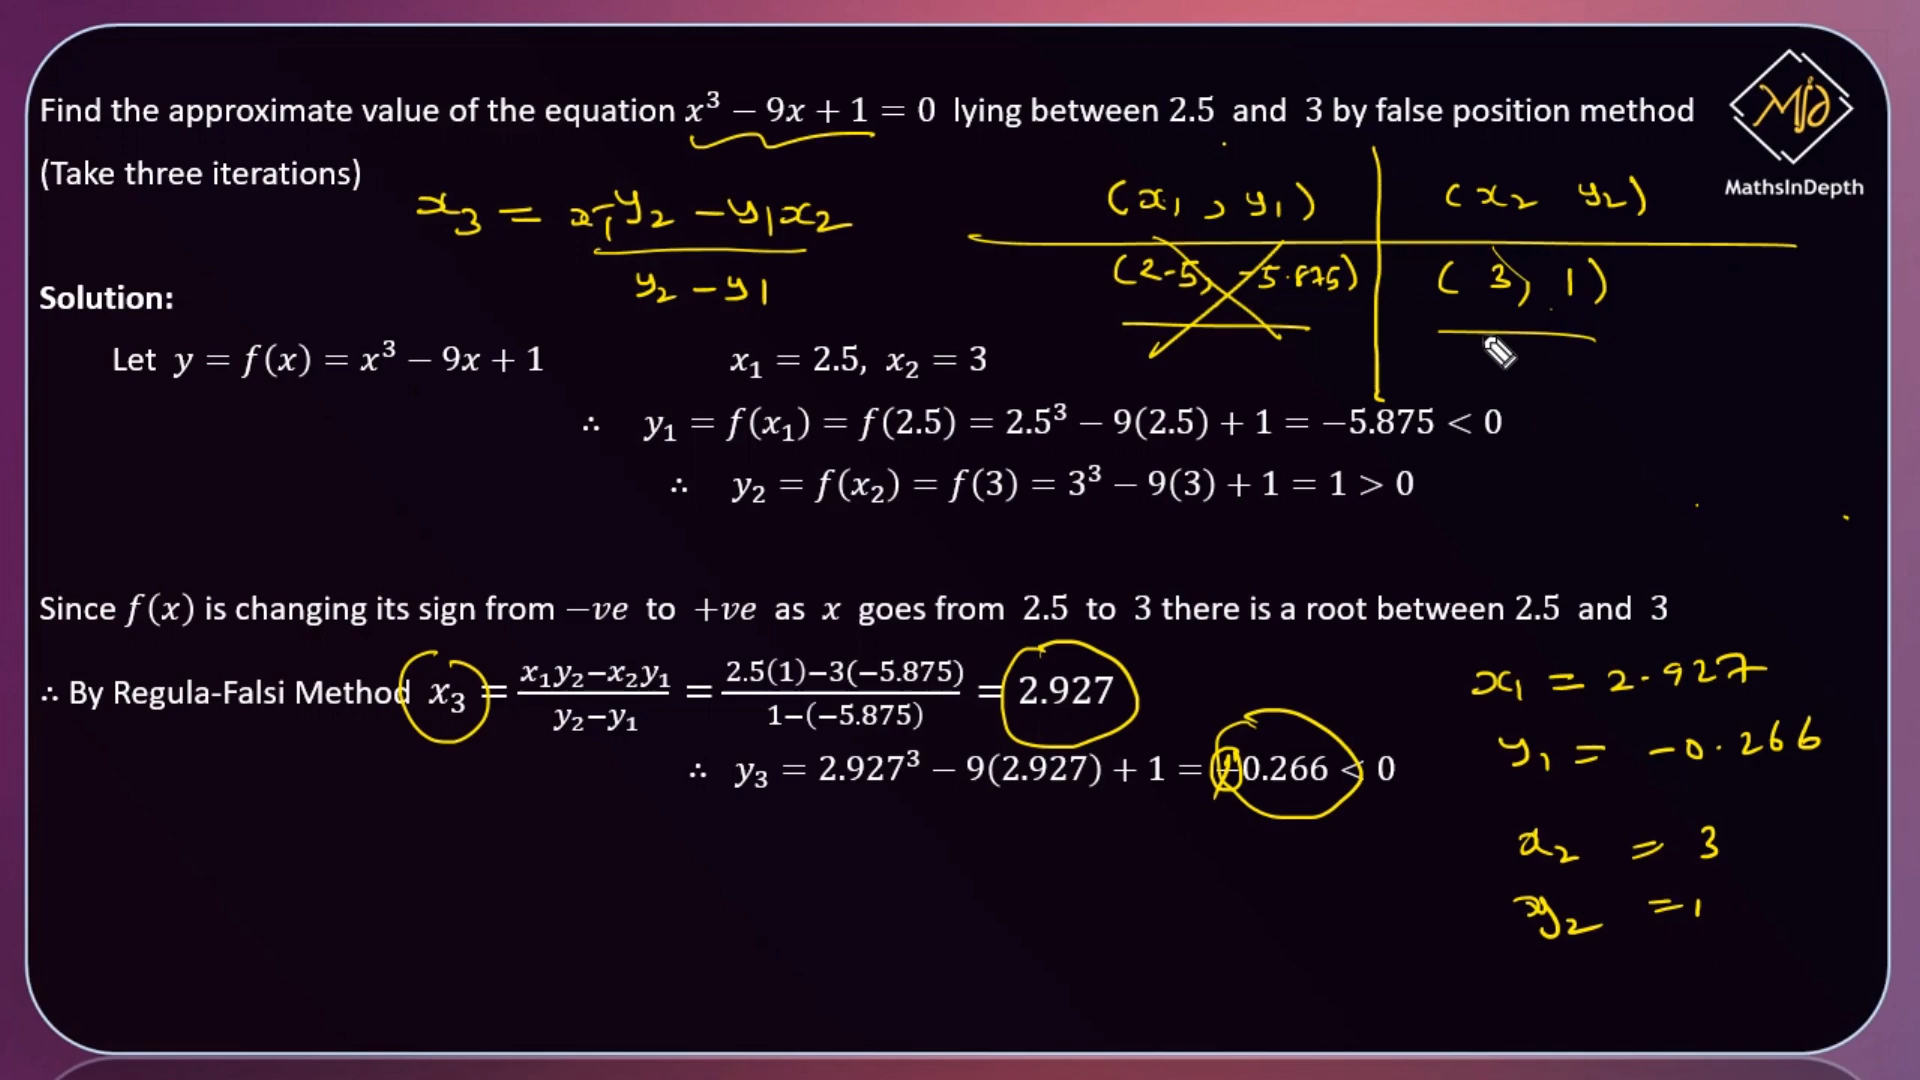 Find the approximate value of the equation x³ − 9x + 1 = 0 lying between 2.5 and 3 by false position method
(Take three iterations)
MathsInDepth
x₃ = x₁y₂ − y₁x₂ / y₂ − y₁
(x₁, y₁) (x₂ y₂)
(2.5, -5.875) (3, 1)
Solution:
Let y = f(x) = x³ − 9x + 1 x₁ = 2.5, x₂ = 3
∴ y₁ = f(x₁) = f(2.5) = 2.5³ − 9(2.5) + 1 = −5.875 < 0
∴ y₂ = f(x₂) = f(3) = 3³ − 9(3) + 1 = 1 > 0
Since f(x) is changing its sign from −ve to +ve as x goes from 2.5 to 3 there is a root between 2.5 and 3
∴ By Regula-Falsi Method x₃ = x₁y₂−x₂y₁ / y₂−y₁ = 2.5(1)−3(−5.875) / 1−(−5.875) = 2.927
∴ y₃ = 2.927³ − 9(2.927) + 1 = −0.266 < 0
x₁ = 2.927
y₁ = -0.266
x₂ = 3
y₂ = 1